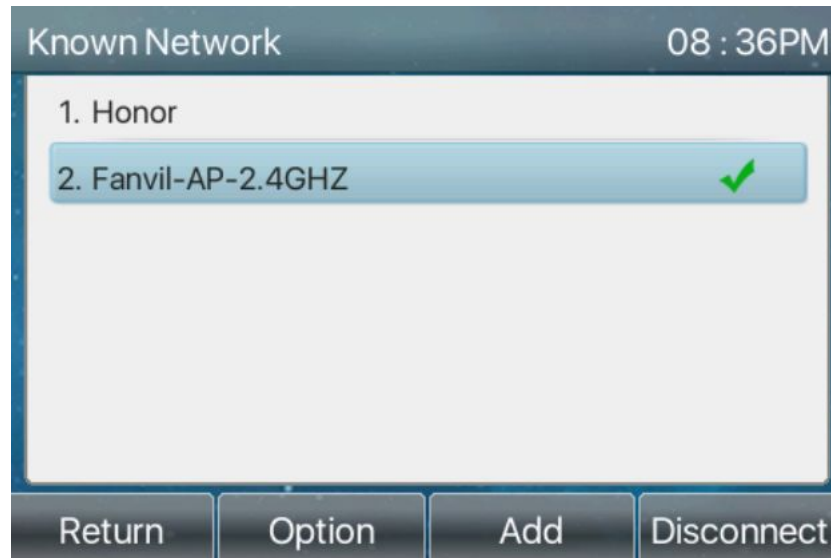 Known Network 08 : 36PM
1. Honor
2. Fanvil-AP-2.4GHZ
Return Option Add Disconnect